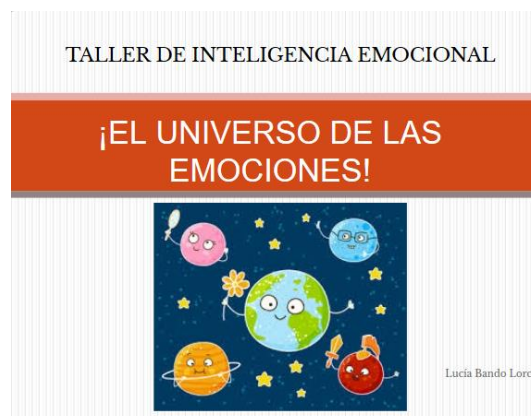 TALLER DE INTELIGENCIA EMOCIONAL
¡EL UNIVERSO DE LAS
EMOCIONES!
Lucía Bando